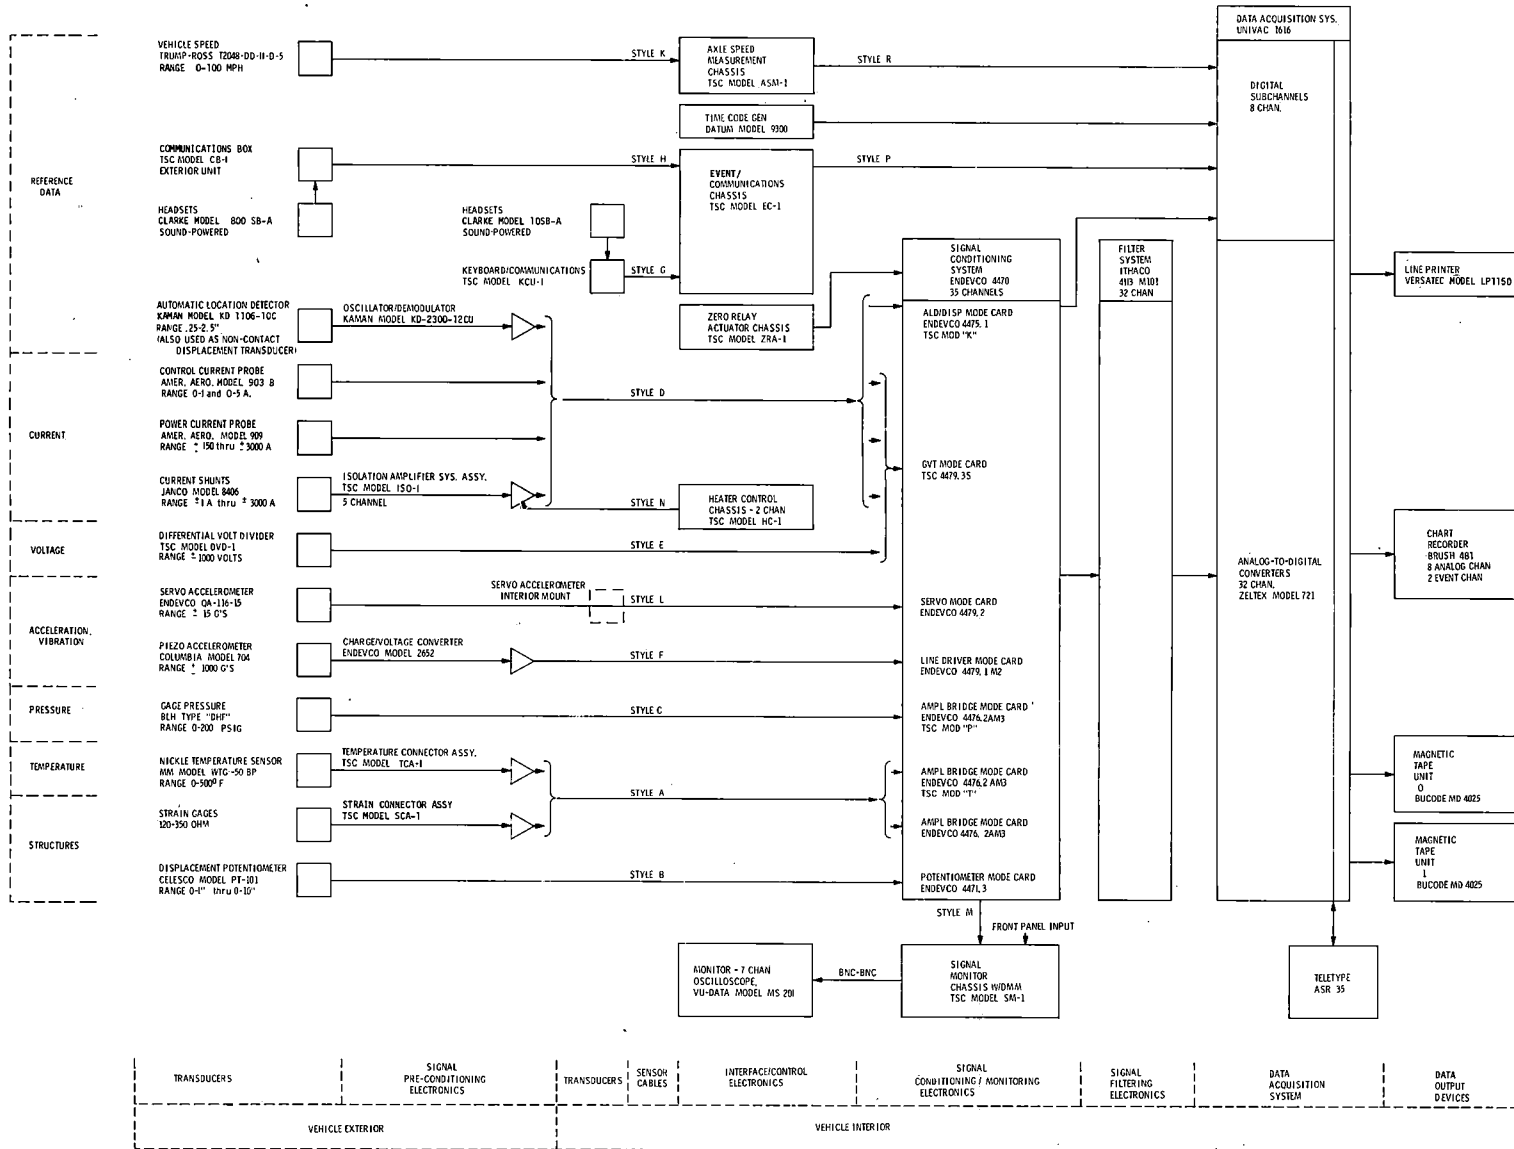 REFERENCE
DATA
CURRENT
VOLTAGE
ACCELERATION,
VIBRATION
PRESSURE
TEMPERATURE
STRUCTURES
VEHICLE SPEED
TRUMP-ROSS T2048-DD-II-D-5
RANGE 0-100 MPH
STYLE K
AXLE SPEED
MEASUREMENT
CHASSIS
TSC MODEL ASM-1
STYLE R
TIME CODE GEN
DATUM MODEL 9300
COMMUNICATIONS BOX
TSC MODEL CB-1
EXTERIOR UNIT
STYLE H
EVENT/
COMMUNICATIONS
CHASSIS
TSC MODEL EC-1
STYLE P
HEADSETS
CLARKE MODEL 800 SB-A
SOUND-POWERED
HEADSETS
CLARKE MODEL 10SB-A
SOUND-POWERED
KEYBOARD/COMMUNICATIONS
TSC MODEL KCU-1
STYLE G
AUTOMATIC LOCATION DETECTOR
KAMAN MODEL KD 1106-10C
RANGE .25-2.5"
(ALSO USED AS NON-CONTACT
DISPLACEMENT TRANSDUCER)
OSCILLATOR/DEMODULATOR
KAMAN MODEL KD-2300-12CU
ZERO RELAY
ACTUATOR CHASSIS
TSC MODEL ZRA-1
CONTROL CURRENT PROBE
AMER. AERO. MODEL 903 B
RANGE 0-1 and 0-5 A.
STYLE D
POWER CURRENT PROBE
AMER. AERO. MODEL 909
RANGE ± 150 thru ± 3000 A
CURRENT SHUNTS
JANCO MODEL 8406
RANGE ± 1 A thru ± 3000 A
ISOLATION AMPLIFIER SYS. ASSY.
TSC MODEL ISO-1
5 CHANNEL
STYLE N
HEATER CONTROL
CHASSIS - 2 CHAN
TSC MODEL HC-1
DIFFERENTIAL VOLT DIVIDER
TSC MODEL DVD-1
RANGE ± 1000 VOLTS
STYLE E
SERVO ACCELEROMETER
ENDEVCO QA-116-15
RANGE ± 15 G'S
SERVO ACCELEROMETER
INTERIOR MOUNT
STYLE L
PIEZO ACCELEROMETER
COLUMBIA MODEL 704
RANGE ± 1000 G'S
CHARGE/VOLTAGE CONVERTER
ENDEVCO MODEL 2652
STYLE F
GAGE PRESSURE
BLH TYPE "DHF"
RANGE 0-200 PSIG
STYLE C
NICKLE TEMPERATURE SENSOR
MM MODEL WTG-50 BP
RANGE 0-500° F
TEMPERATURE CONNECTOR ASSY.
TSC MODEL TCA-1
STYLE A
STRAIN GAGES
120-350 OHM
STRAIN CONNECTOR ASSY
TSC MODEL SCA-1
DISPLACEMENT POTENTIOMETER
CELESCO MODEL PT-101
RANGE 0-1" thru 0-10"
STYLE B
SIGNAL
CONDITIONING
SYSTEM
ENDEVCO 4470
35 CHANNELS
ALD/DISP MODE CARD
ENDEVCO 4475.1
TSC MOD "K"
GVT MODE CARD
TSC 4479.3S
SERVO MODE CARD
ENDEVCO 4479.2
LINE DRIVER MODE CARD
ENDEVCO 4479.1 M2
AMPL BRIDGE MODE CARD
ENDEVCO 4476.2AM3
TSC MOD "P"
AMPL BRIDGE MODE CARD
ENDEVCO 4476.2 AM3
TSC MOD "T"
AMPL BRIDGE MODE CARD
ENDEVCO 4476. 2AM3
POTENTIOMETER MODE CARD
ENDEVCO 4471.3
FILTER
SYSTEM
ITHACO
4113 M101
32 CHAN
DATA ACQUISITION SYS.
UNIVAC 1616
DIGITAL
SUBCHANNELS
8 CHAN.
ANALOG-TO-DIGITAL
CONVERTERS
32 CHAN.
ZELTEX MODEL 721
LINE PRINTER
VERSATEC MODEL LP1150
CHART
RECORDER
BRUSH 481
8 ANALOG CHAN
2 EVENT CHAN
MAGNETIC
TAPE
UNIT
0
BUCODE MD 4025
MAGNETIC
TAPE
UNIT
1
BUCODE MD 4025
STYLE M
FRONT PANEL INPUT
MONITOR - 7 CHAN
OSCILLOSCOPE,
VU-DATA MODEL MS 201
BNC-BNC
SIGNAL
MONITOR
CHASSIS W/DMM
TSC MODEL SM-1
TELETYPE
ASR 35
TRANSDUCERS
SIGNAL
PRE-CONDITIONING
ELECTRONICS
TRANSDUCERS
SENSOR
CABLES
INTERFACE/CONTROL
ELECTRONICS
SIGNAL
CONDITIONING / MONITORING
ELECTRONICS
SIGNAL
FILTERING
ELECTRONICS
DATA
ACQUISITION
SYSTEM
DATA
OUTPUT
DEVICES
VEHICLE EXTERIOR
VEHICLE INTERIOR